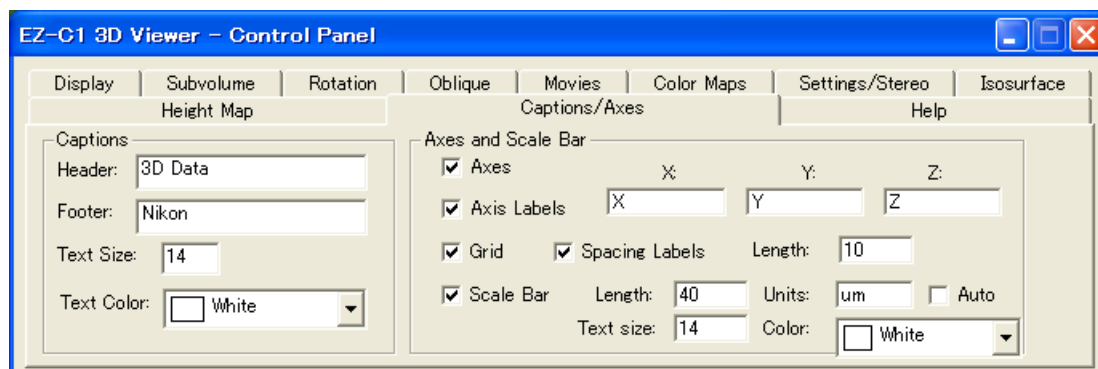 EZ-C1 3D Viewer - Control Panel
Display Subvolume Rotation Oblique Movies Color Maps Settings/Stereo Isosurface
Height Map Captions/Axes Help
Captions
Header: 3D Data
Footer: Nikon
Text Size: 14
Text Color: White
Axes and Scale Bar
Axes X: Y: Z:
Axis Labels X Y Z
Grid Spacing Labels Length: 10
Scale Bar Length: 40 Units: um Auto
Text size: 14 Color: White